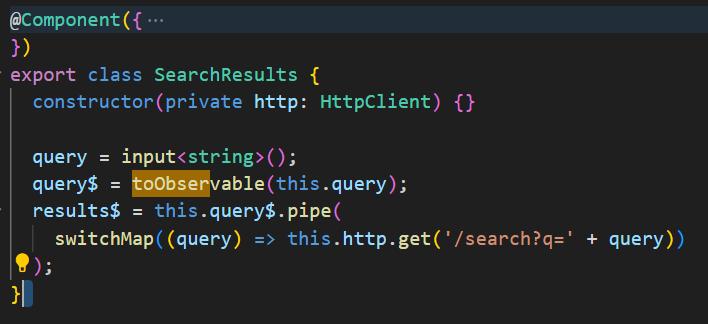 @Component({ ...
})
export class SearchResults {
constructor(private http: HttpClient) {}
query = input<string>();
query$ = toObservable(this.query);
results$ = this.query$.pipe(
switchMap((query) => this.http.get('/search?q=' + query))
);
}